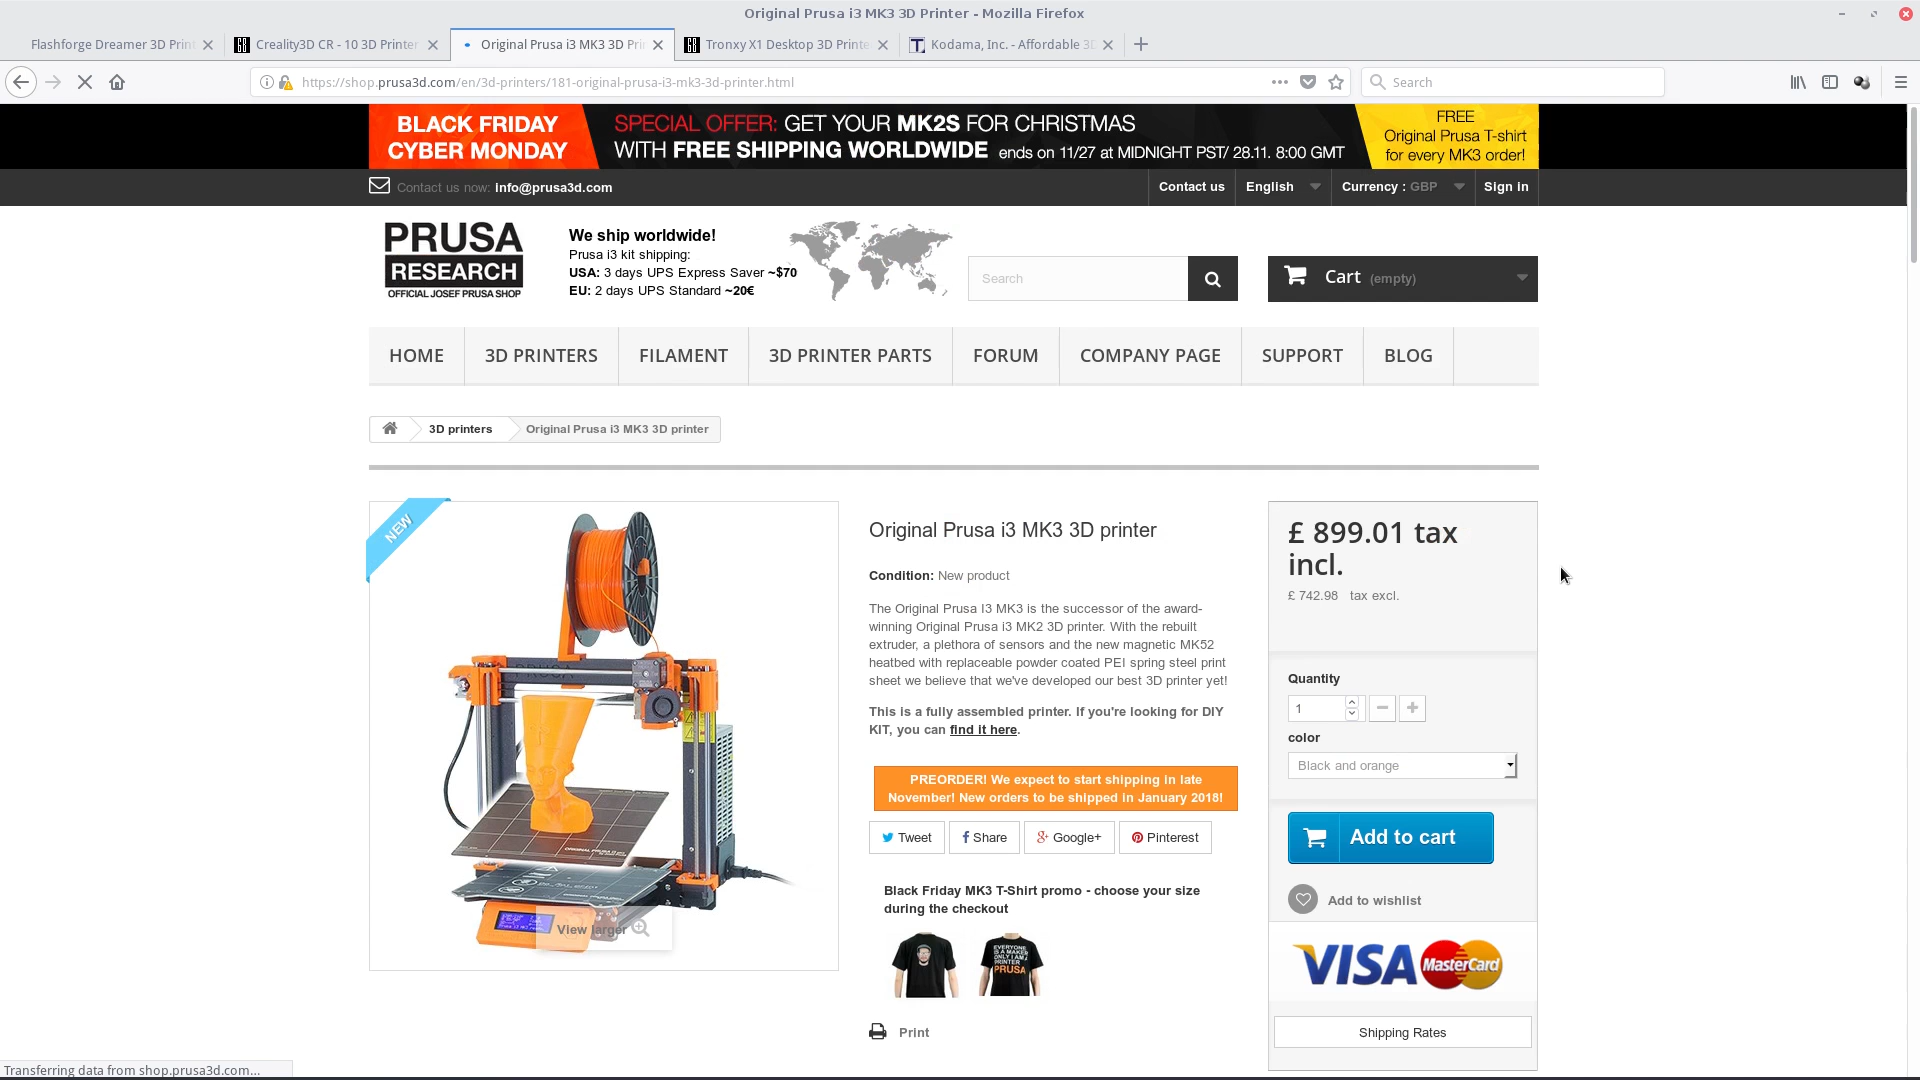 Original Prusa i3 MK3 3D Printer - Mozilla Firefox
Flashforge Dreamer 3D Print
Creality3D CR - 10 3D Printer
Original Prusa i3 MK3 3D Pri
Tronxy X1 Desktop 3D Printe
Kodama, Inc. - Affordable 3D
https://shop.prusa3d.com/en/3d-printers/181-original-prusa-i3-mk3-3d-printer.html
Search
BLACK FRIDAY
CYBER MONDAY
SPECIAL OFFER: GET YOUR MK2S FOR CHRISTMAS
WITH FREE SHIPPING WORLDWIDE ends on 11/27 at MIDNIGHT PST/ 28.11. 8:00 GMT
FREE
Original Prusa T-shirt
for every MK3 order!
Contact us now: info@prusa3d.com
Contact us
English
Currency : GBP
Sign in
PRUSA
RESEARCH
OFFICIAL JOSEF PRUSA SHOP
We ship worldwide!
Prusa i3 kit shipping:
USA: 3 days UPS Express Saver ~$70
EU: 2 days UPS Standard ~20€
Search
Cart (empty)
HOME
3D PRINTERS
FILAMENT
3D PRINTER PARTS
FORUM
COMPANY PAGE
SUPPORT
BLOG
3D printers
Original Prusa i3 MK3 3D printer
NEW
View larger
Original Prusa i3 MK3 3D printer
Condition: New product
The Original Prusa I3 MK3 is the successor of the award-
winning Original Prusa i3 MK2 3D printer. With the rebuilt
extruder, a plethora of sensors and the new magnetic MK52
heatbed with replaceable powder coated PEI spring steel print
sheet we believe that we've developed our best 3D printer yet!
This is a fully assembled printer. If you're looking for DIY
KIT, you can find it here.
PREORDER! We expect to start shipping in late
November! New orders to be shipped in January 2018!
Tweet
Share
Google+
Pinterest
Black Friday MK3 T-Shirt promo - choose your size
during the checkout
EVERYONE
IS A MAKER
ONLY I AM A
PRINTER
PRUSA
Print
£ 899.01 tax
incl.
£ 742.98 tax excl.
Quantity
1
color
Black and orange
Add to cart
Add to wishlist
VISA
MasterCard
Shipping Rates
Transferring data from shop.prusa3d.com...